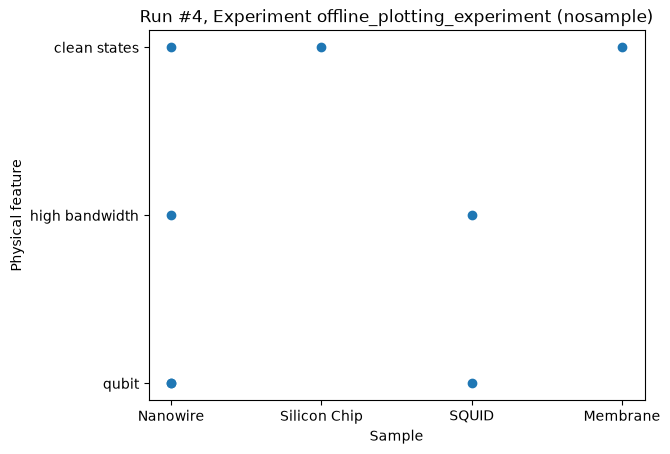 Run #4, Experiment offline_plotting_experiment (nosample)
clean states
high bandwidth
qubit
Physical feature
Nanowire
Silicon Chip
SQUID
Membrane
Sample